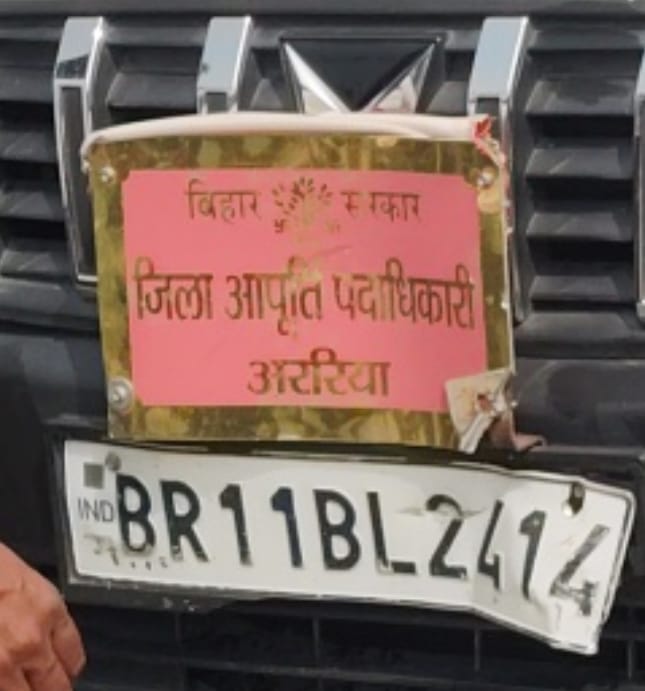 बिहार सरकार
जिला आपूर्ति पदाधिकारी
अररिया
IND BR11BL2414